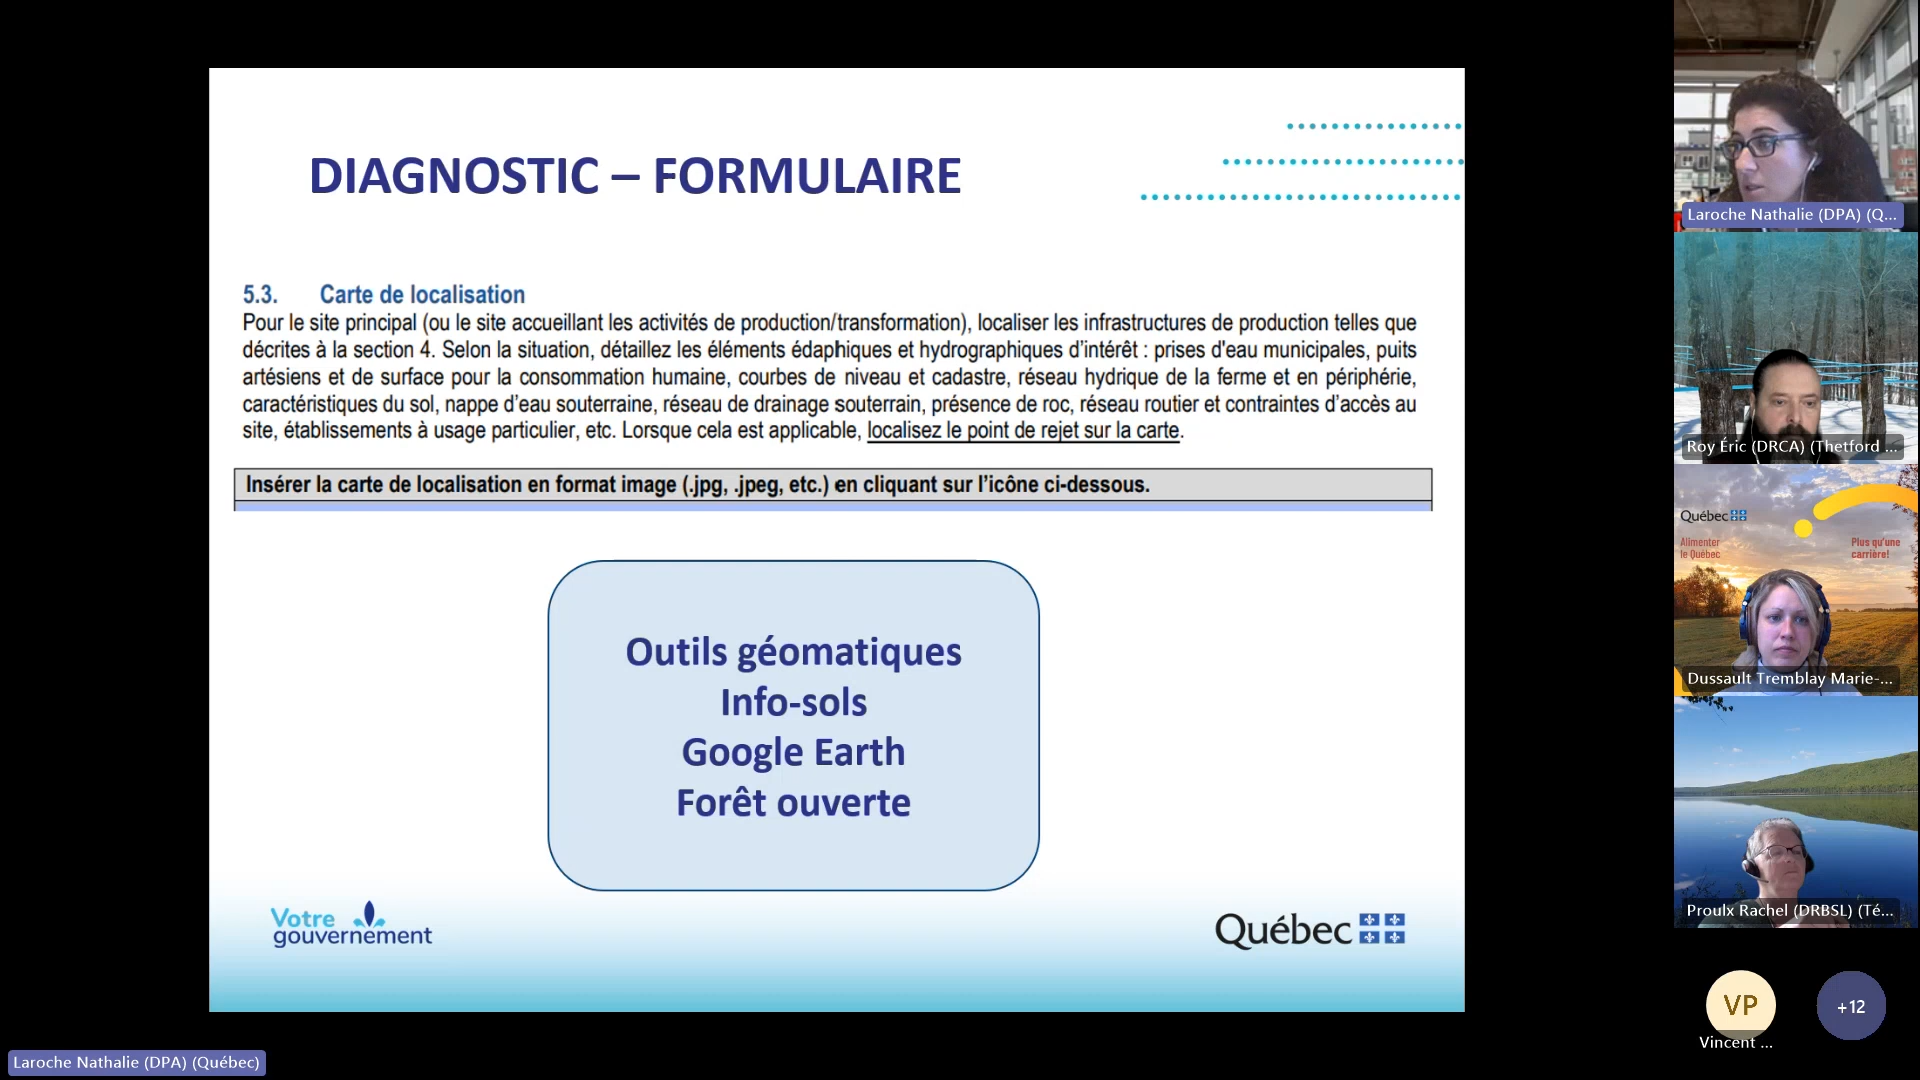 DIAGNOSTIC – FORMULAIRE
5.3. Carte de localisation
Pour le site principal (ou le site accueillant les activités de production/transformation), localiser les infrastructures de production telles que
décrites à la section 4. Selon la situation, détaillez les éléments édaphiques et hydrographiques d'intérêt : prises d'eau municipales, puits
artésiens et de surface pour la consommation humaine, courbes de niveau et cadastre, réseau hydrique de la ferme et en périphérie,
caractéristiques du sol, nappe d'eau souterraine, réseau de drainage souterrain, présence de roc, réseau routier et contraintes d'accès au
site, établissements à usage particulier, etc. Lorsque cela est applicable, localisez le point de rejet sur la carte.
Insérer la carte de localisation en format image (.jpg, .jpeg, etc.) en cliquant sur l'icône ci-dessous.
Outils géomatiques
Info-sols
Google Earth
Forêt ouverte
Votre
gouvernement
Québec
Laroche Nathalie (DPA) (Québec)
Laroche Nathalie (DPA) (Q...
Roy Éric (DRCA) (Thetford ...
Québec
Alimenter
le Québec
Plus qu'une
carrière!
Dussault Tremblay Marie-...
Proulx Rachel (DRBSL) (Té...
VP
+12
Vincent ...